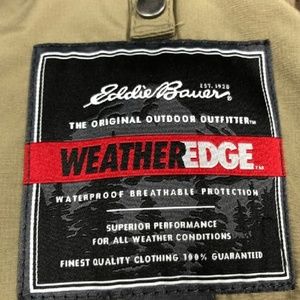 Eddie Bauer
EST. 1920
THE ORIGINAL OUTDOOR OUTFITTER™
WEATHEREDGE™
WATERPROOF BREATHABLE PROTECTION
SUPERIOR PERFORMANCE
FOR ALL WEATHER CONDITIONS
FINEST QUALITY CLOTHING 100% GUARANTEED